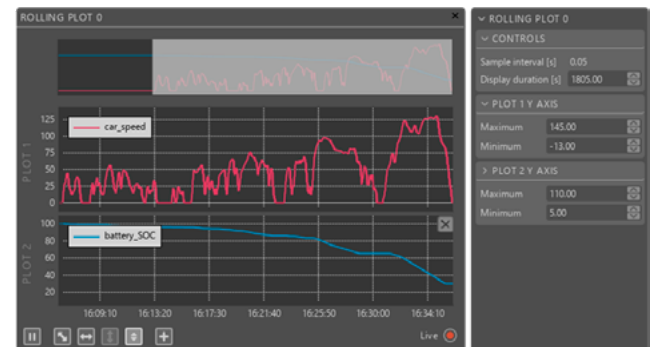 ROLLING PLOT 0
PLOT 1
125
100
75
50
25
0
car_speed
PLOT 2
100
80
60
40
20
battery_SOC
16:09:10 16:13:20 16:17:30 16:21:40 16:25:50 16:30:00 16:34:10
Live
ROLLING PLOT 0
CONTROLS
Sample interval [s] 0.05
Display duration [s] 1805.00
PLOT 1 Y AXIS
Maximum 145.00
Minimum -13.00
PLOT 2 Y AXIS
Maximum 110.00
Minimum 5.00